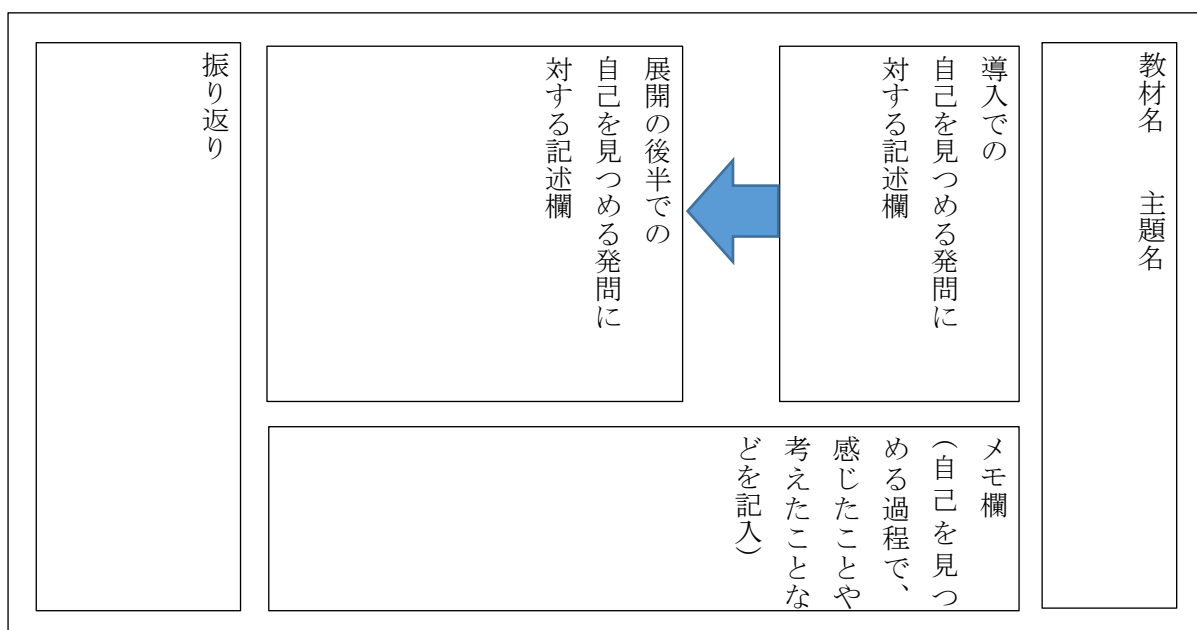 教材名　主題名
導入での
自己を見つめる発問に
対する記述欄
展開の後半での
自己を見つめる発問に
対する記述欄
メモ欄
（自己を見つ
める過程で、
感じたことや
考えたことな
どを記入）
振り返り